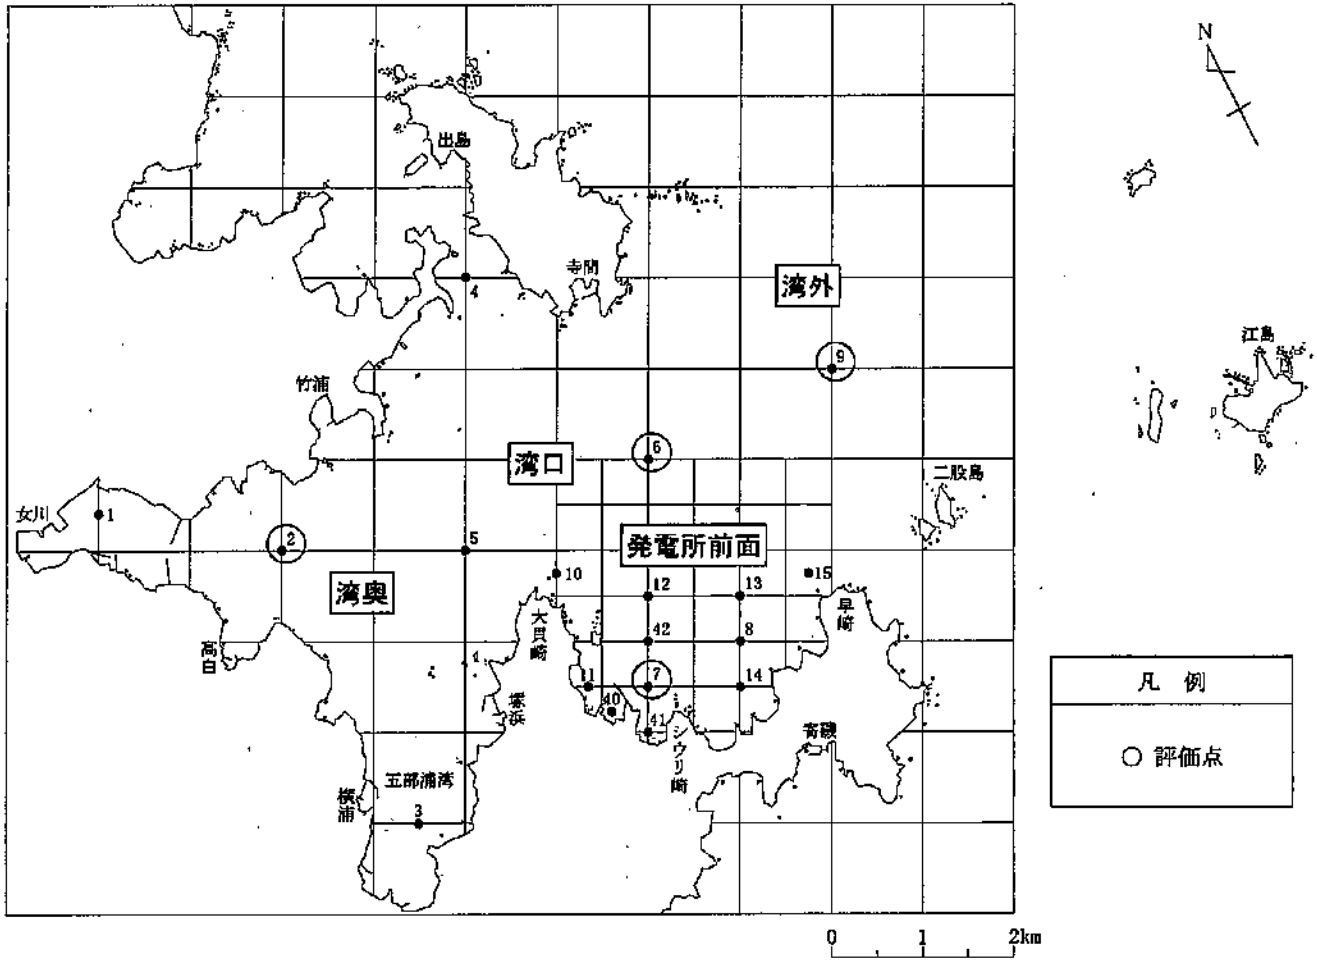 N
出島
寺間
4
湾外
9
江島
竹浦
湾口
6
二股島
女川
1
2
5
発電所前面
湾奥
10
12
13
15
大貝崎
早崎
高白
42
8
11
7
14
40
41
塚浜
シウリ崎
寄磯
五部浦湾
横浦
3
凡例
○ 評価点
0 1 2km